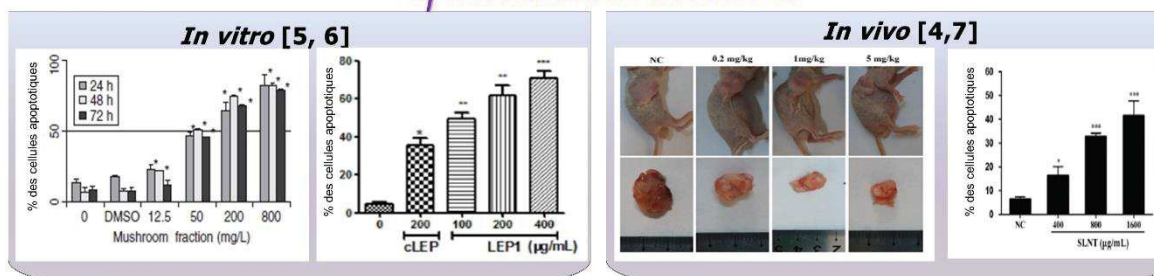 In vitro [5, 6]
% des cellules apoptotiques
100
50
0
24 h
48 h
72 h
* * * * * * * * * * *
0 DMSO 12.5 50 200 800
Mushroom fraction (mg/L)
% des cellules apoptotiques
80
60
40
20
0
* ** ** ***
0 200 100 200 400
cLEP LEP1 (µg/mL)
In vivo [4,7]
NC 0.2 mg/kg 1mg/kg 5 mg/kg
% des cellules apoptotiques
60
50
40
30
20
10
0
* *** ***
NC 400 800 1600
SLNT (µg/mL)